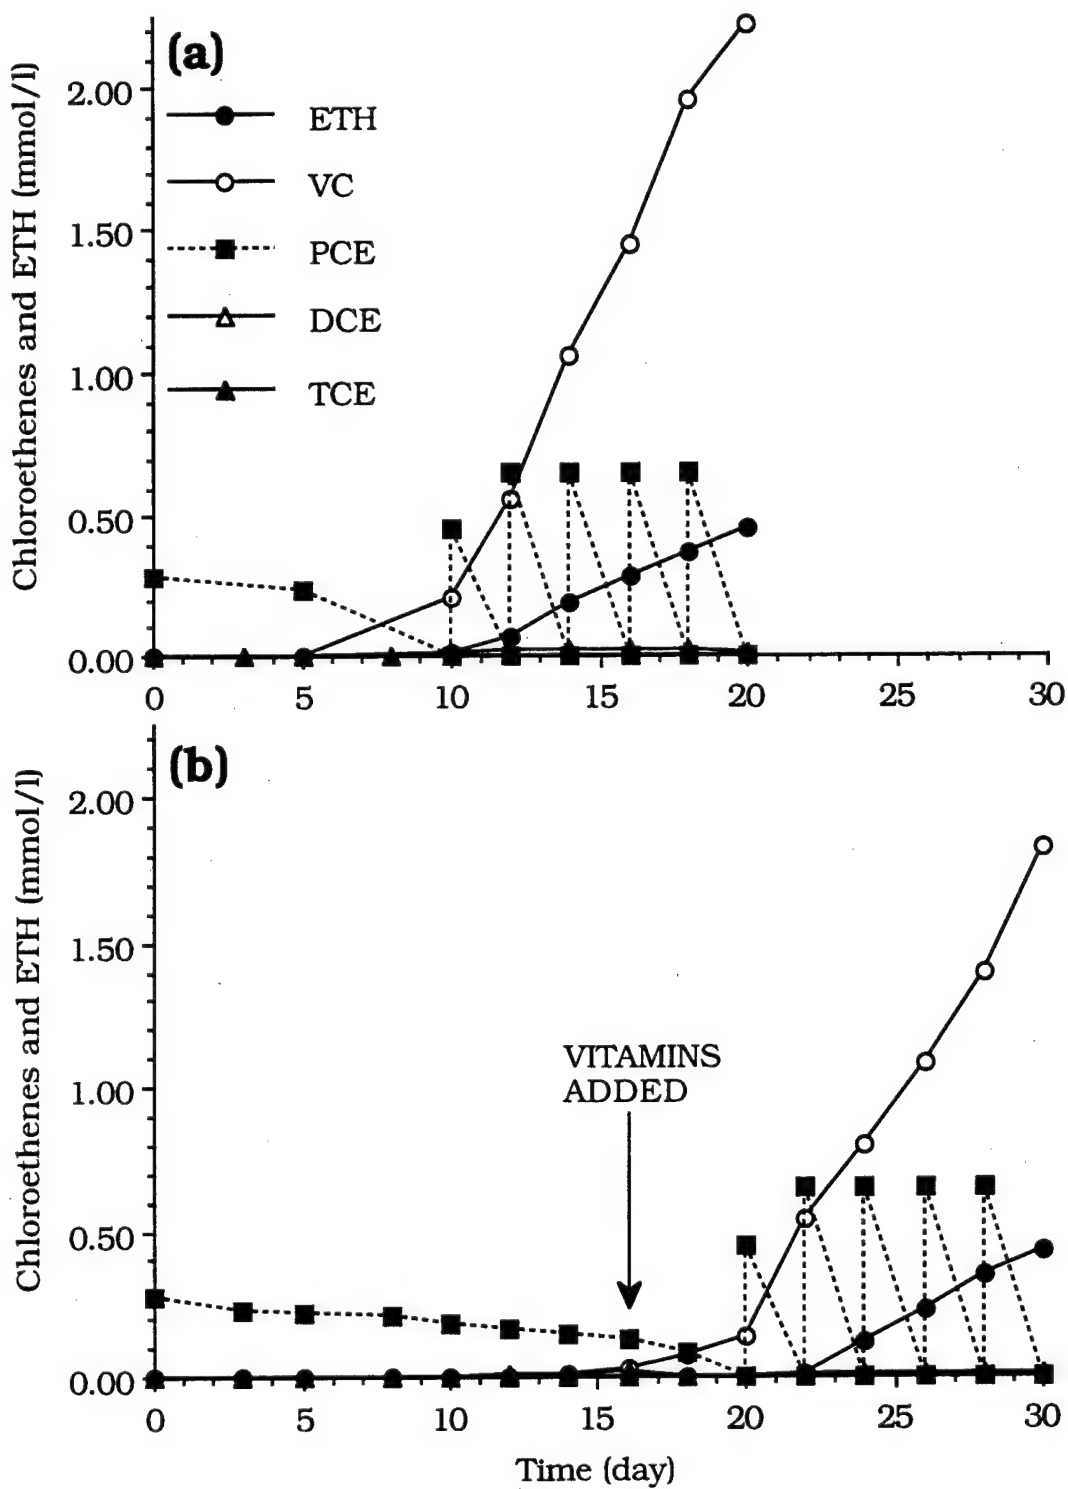 (a)
Chloroethenes and ETH (mmol/l)
2.00
1.50
1.00
0.50
0.00
ETH
VC
PCE
DCE
TCE
0 5 10 15 20 25 30
(b)
Chloroethenes and ETH (mmol/l)
2.00
1.50
1.00
0.50
0.00
VITAMINS
ADDED
0 5 10 15 20 25 30
Time (day)